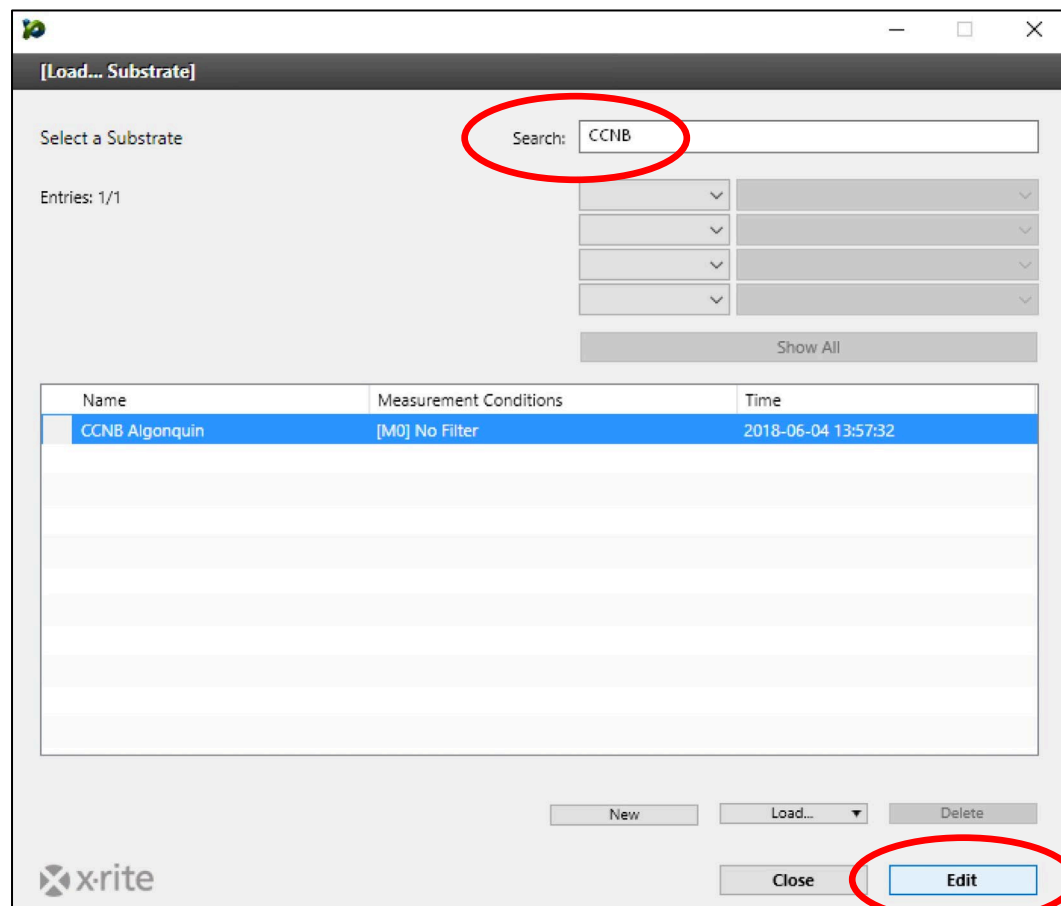 [Load... Substrate]
Select a Substrate Search: CCNB
Entries: 1/1
Show All
Name Measurement Conditions Time
CCNB Algonquin [M0] No Filter 2018-06-04 13:57:32
New Load... Delete
x·rite Close Edit